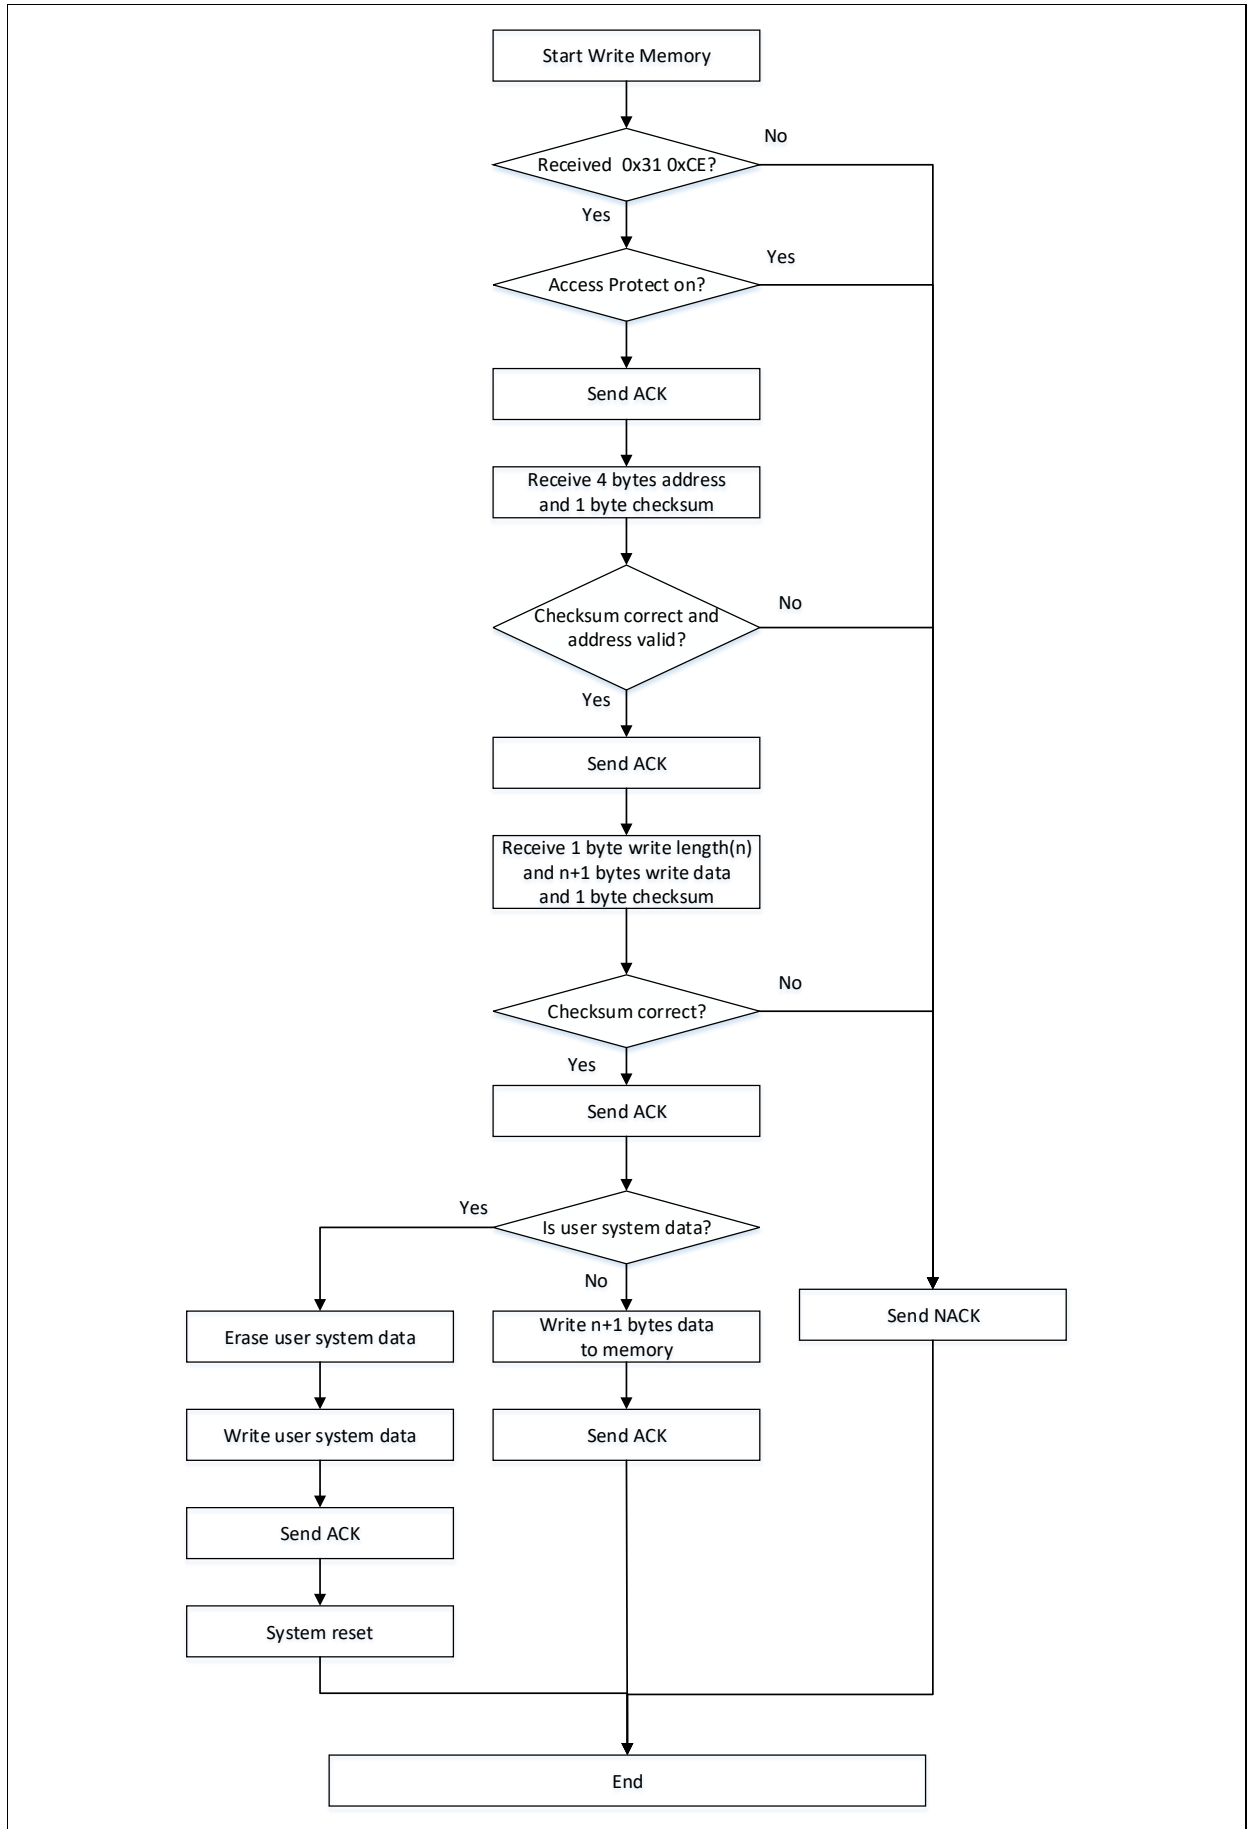 Start Write Memory
No
Received  0x31 0xCE?
Yes
Yes
Access Protect on?
Send ACK
Receive 4 bytes address
and 1 byte checksum
No
Checksum correct and
address valid?
Yes
Send ACK
Receive 1 byte write length(n)
and n+1 bytes write data
and 1 byte checksum
No
Checksum correct?
Yes
Send ACK
Yes
Is user system data?
No
Send NACK
Erase user system data
Write n+1 bytes data
to memory
Write user system data
Send ACK
Send ACK
System reset
End